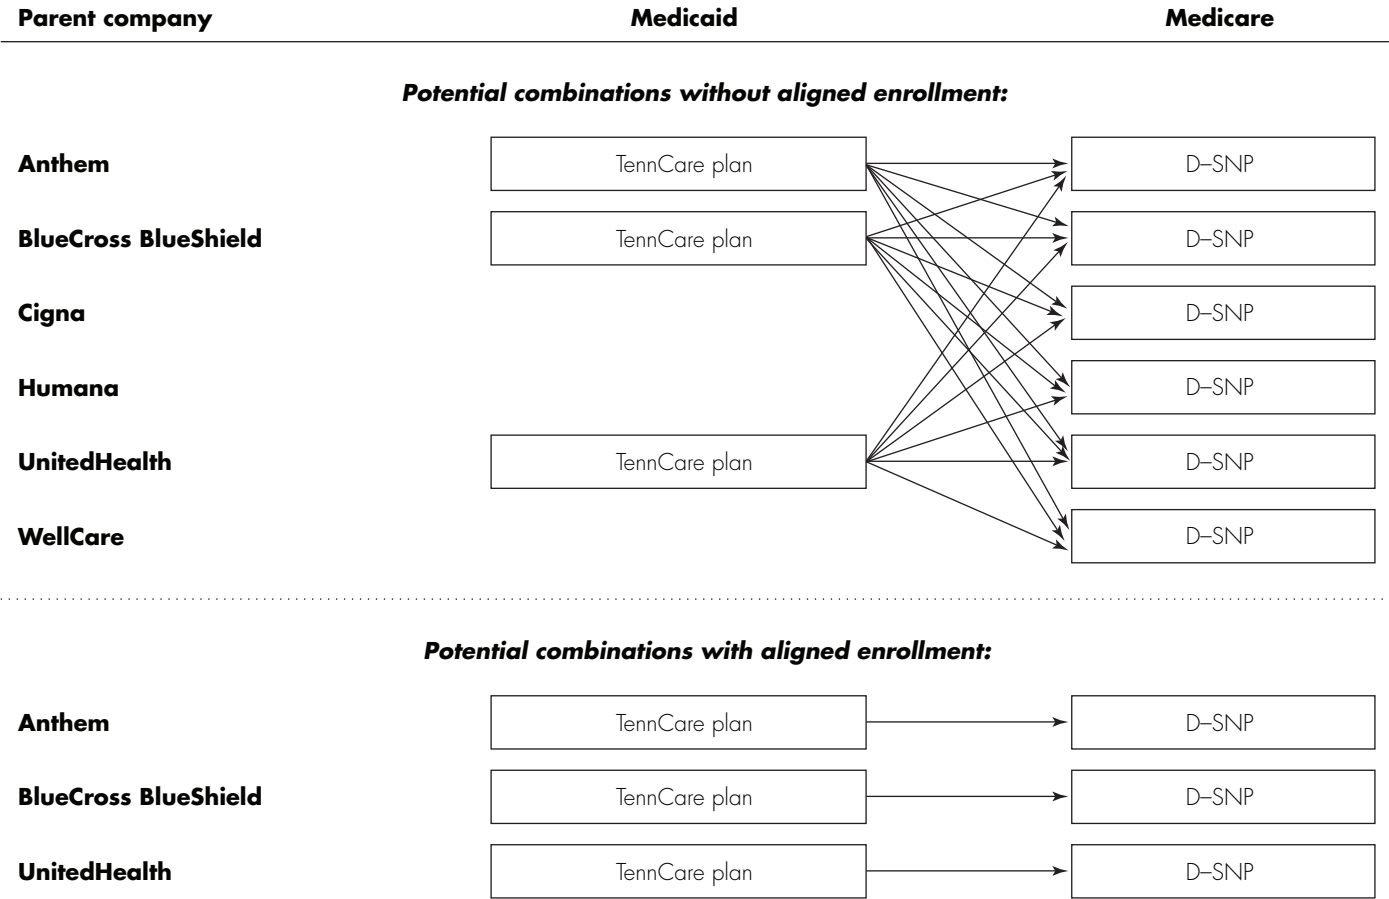 Parent company Medicaid Medicare
Potential combinations without aligned enrollment:
Anthem TennCare plan D–SNP
BlueCross BlueShield TennCare plan D–SNP
Cigna D–SNP
Humana D–SNP
UnitedHealth TennCare plan D–SNP
WellCare D–SNP
Potential combinations with aligned enrollment:
Anthem TennCare plan D–SNP
BlueCross BlueShield TennCare plan D–SNP
UnitedHealth TennCare plan D–SNP